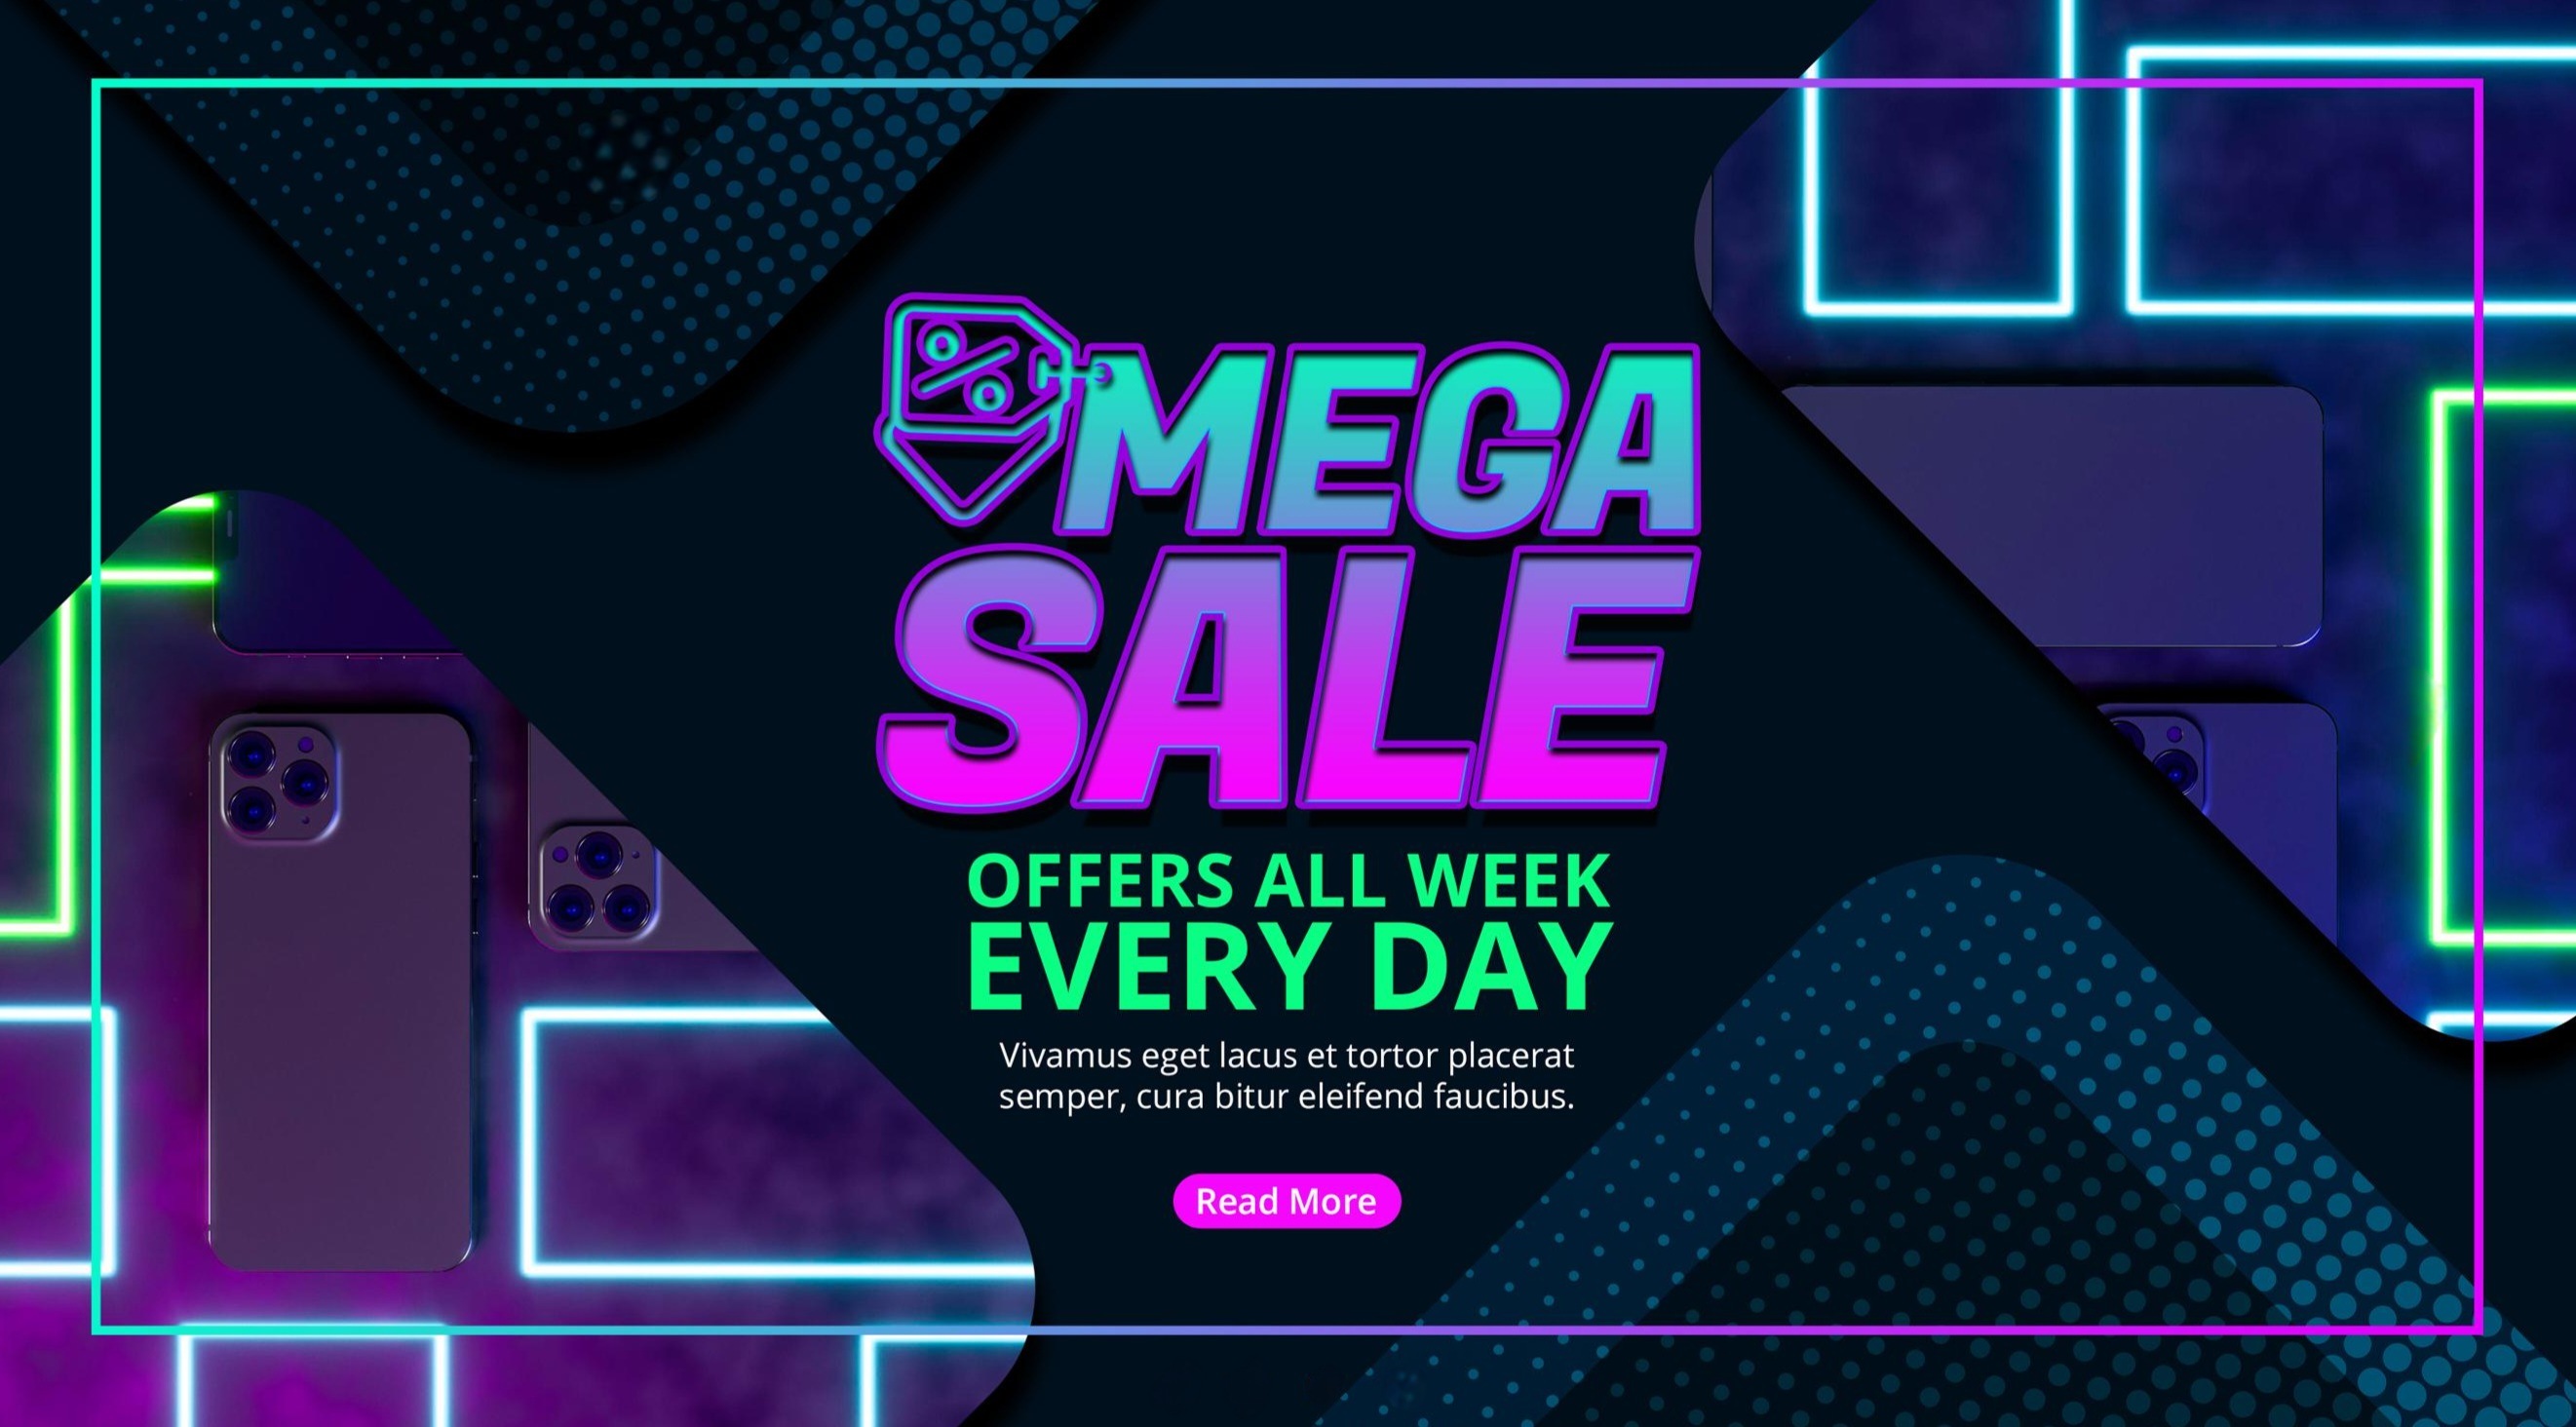 MEGA
SALE
OFFERS ALL WEEK
EVERY DAY
Vivamus eget lacus et tortor placerat
semper, cura bitur eleifend faucibus.
Read More